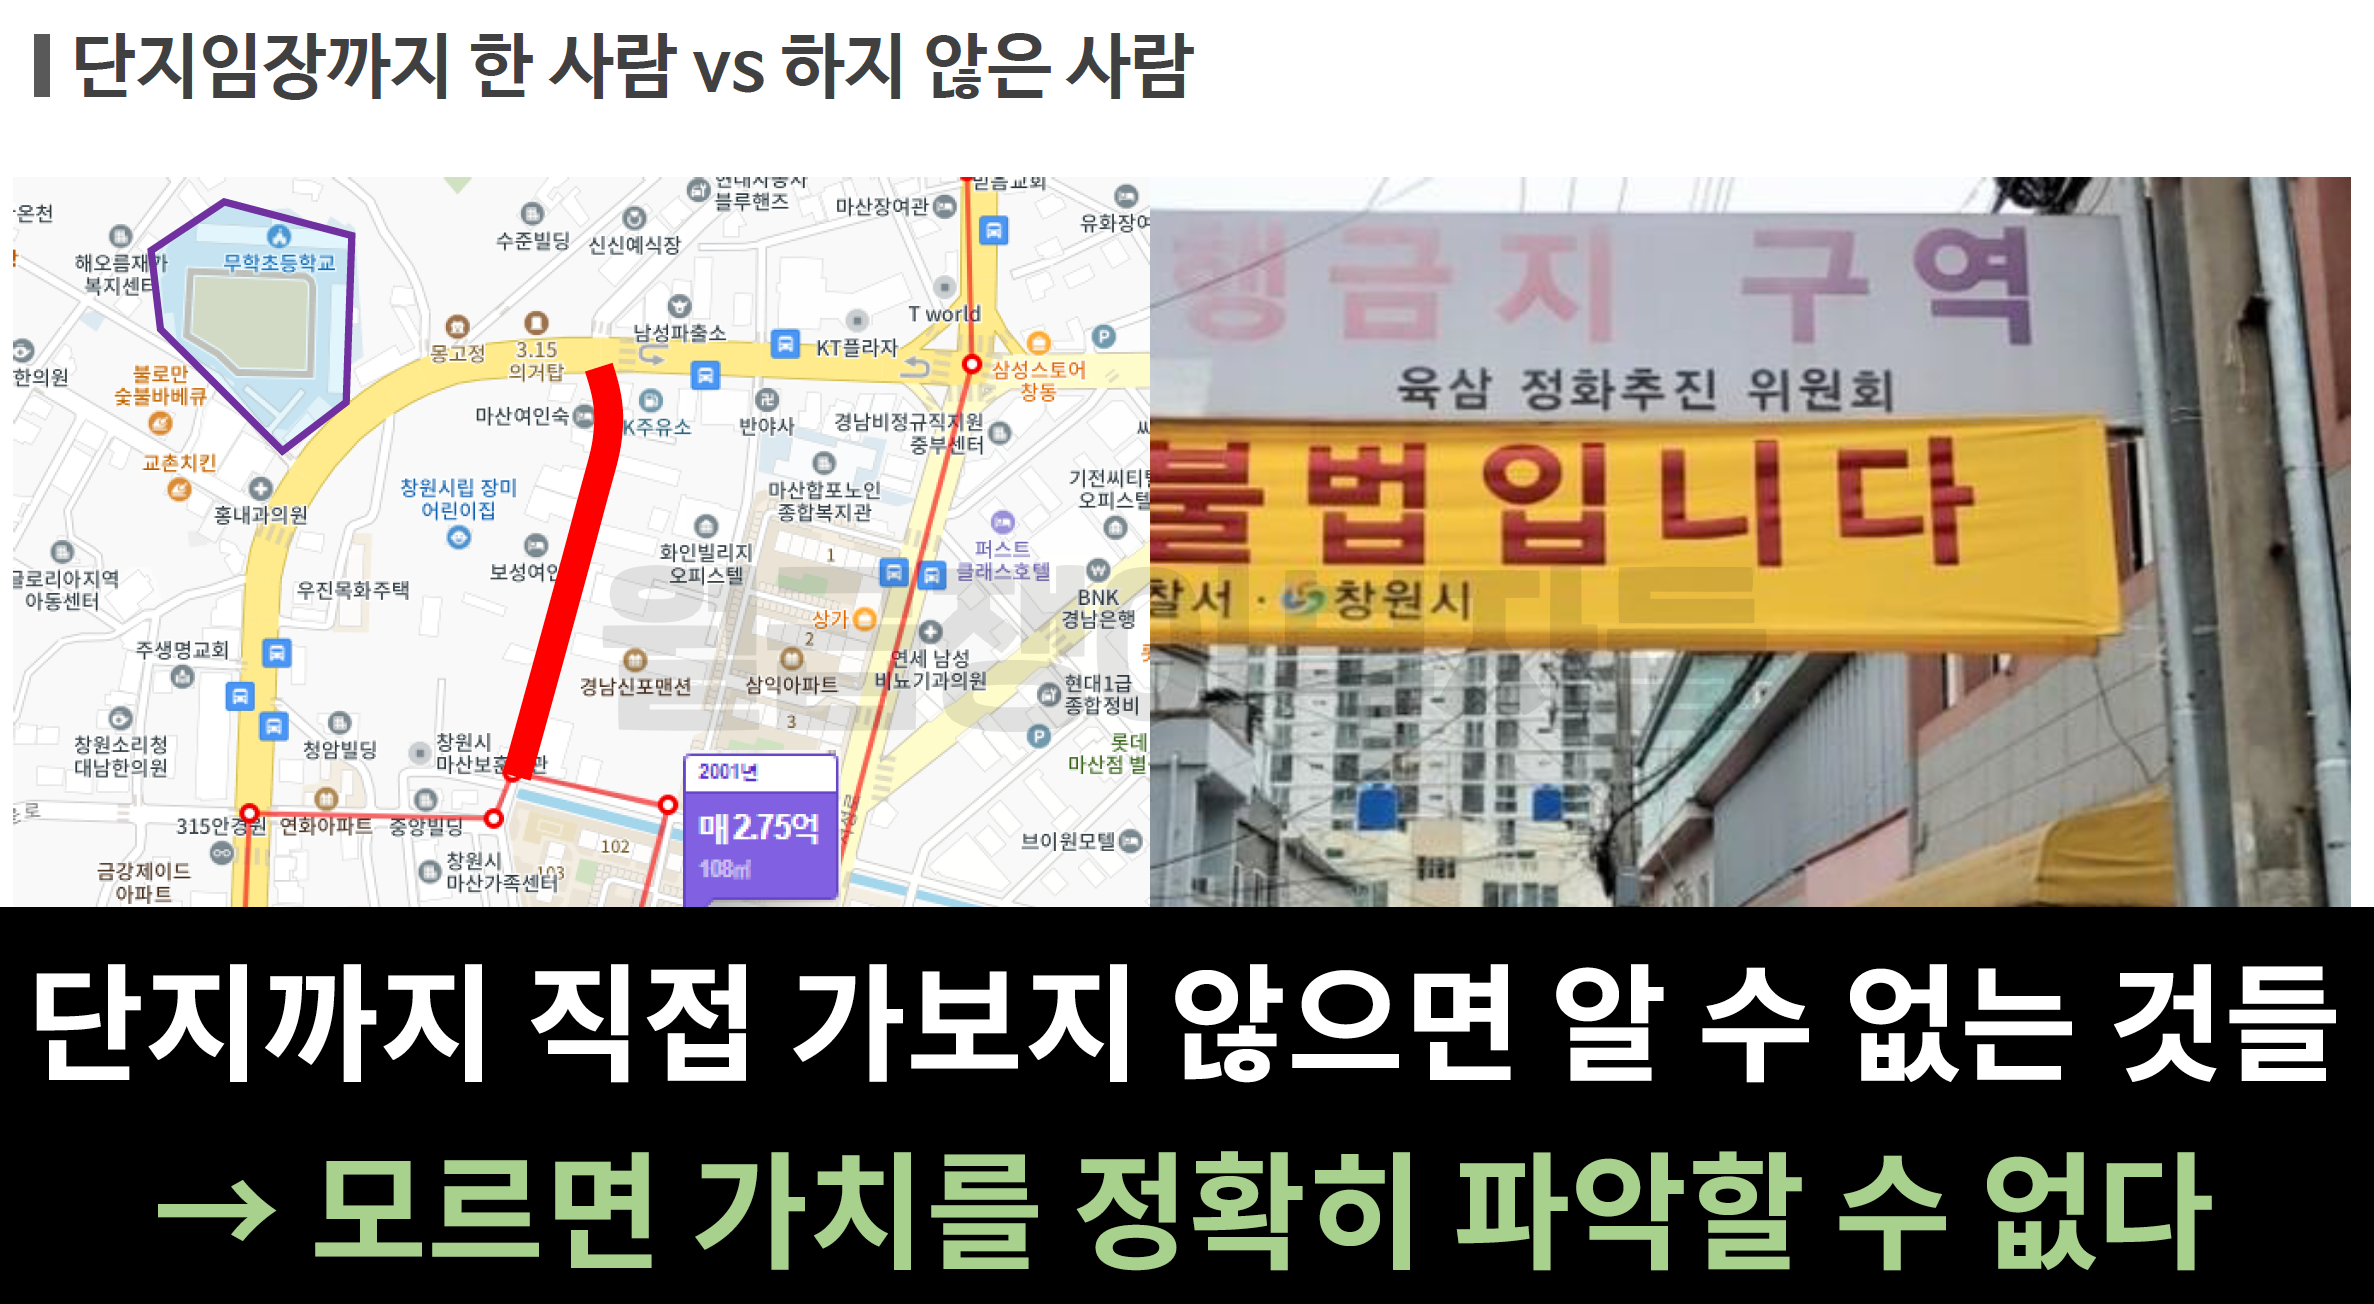 단지임장까지 한 사람 vs 하지 않은 사람
현대자동차
블루핸즈
믿음교회
온천
마산장여관
유화장여
수준빌딩
신신예식장
해오름재가
복지센터
무학초등학교
T world
남성파출소
KT플라자
몽고정
3.15
의거탑
삼성스토어
창동
한의원
불로만
숯불바베큐
마산여인숙
K주유소
반야사
경남비정규직지원
중부센터
교촌치킨
기전씨티
오피스텔
창원시립 장미
어린이집
마산합포노인
종합복지관
홍내과의원
퍼스트
클래스호텔
화인빌리지
오피스텔
1
보성여인
글로리아지역
아동센터
우진목화주택
BNK
경남은행
상가
2
주생명교회
연세 남성
비뇨기과의원
경남신포맨션
삼익아파트
현대1급
종합정비
3
창원소리청
대남한의원
청암빌딩
창원시
마산보훈회관
롯데
마산점 별
2001년
매 2.75억
108㎡
315안경원
연화아파트
중앙빌딩
102
브이원모텔
103
창원시
마산가족센터
금강제이드
아파트
행금지 구역
육삼 정화추진 위원회
불법입니다
찰서 · 창원시
월급쟁이부자들
단지까지 직접 가보지 않으면 알 수 없는 것들
→ 모르면 가치를 정확히 파악할 수 없다